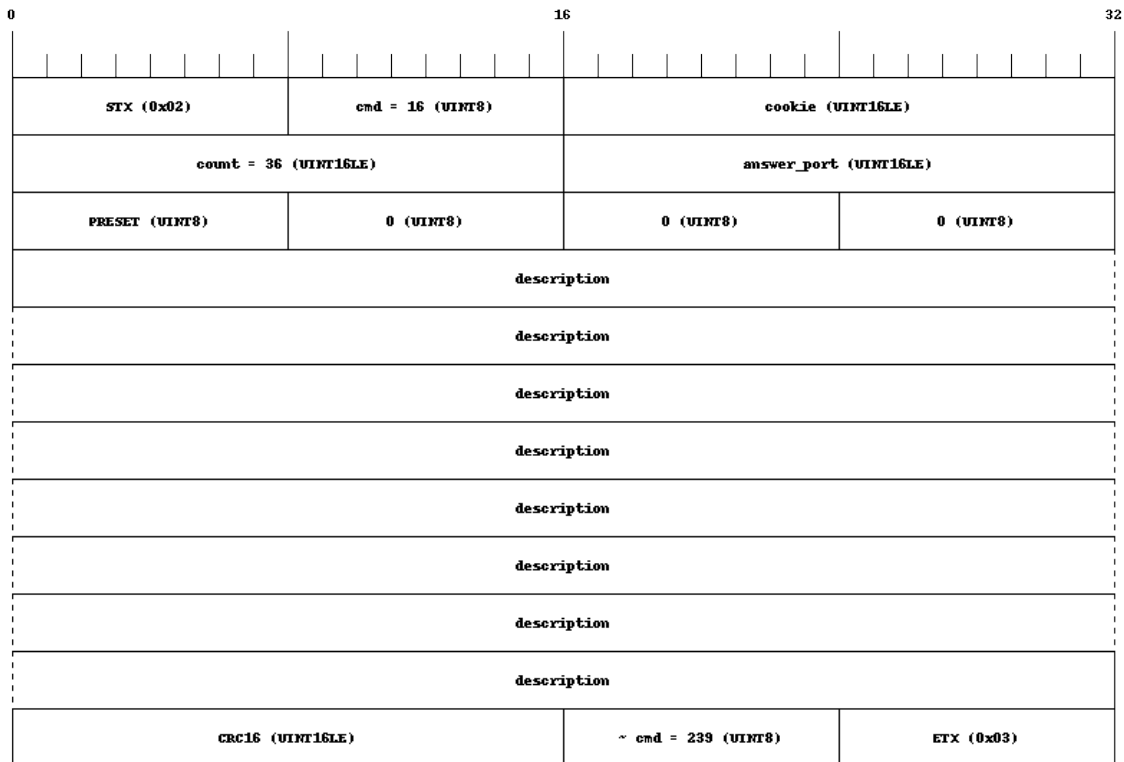 0 16 32
STX (0x02) cmd = 16 (UINT8) cookie (UINT16LE)
count = 36 (UINT16LE) answer_port (UINT16LE)
PRESET (UINT8) 0 (UINT8) 0 (UINT8) 0 (UINT8)
description
description
description
description
description
description
description
description
CRC16 (UINT16LE) ~ cmd = 239 (UINT8) ETX (0x03)